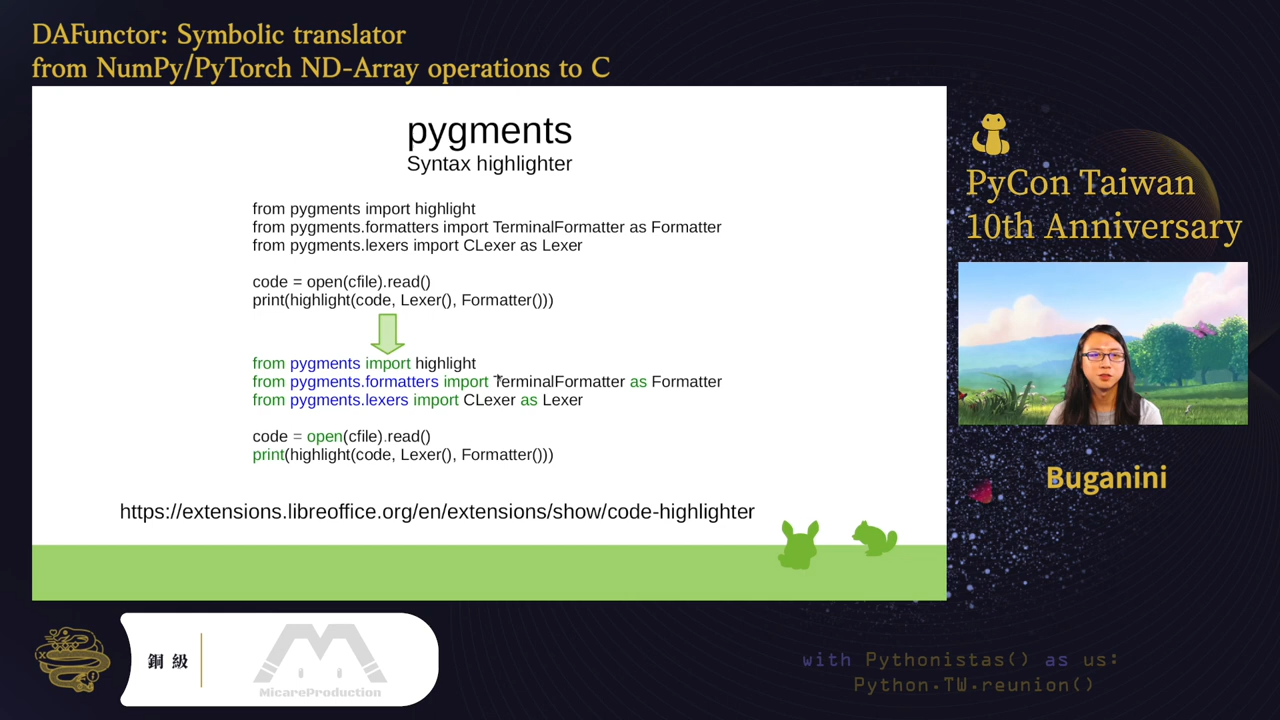 DAFunctor: Symbolic translator
from NumPy/PyTorch ND-Array operations to C
pygments
Syntax highlighter
from pygments import highlight
from pygments.formatters import TerminalFormatter as Formatter
from pygments.lexers import CLexer as Lexer
code = open(cfile).read()
print(highlight(code, Lexer(), Formatter()))
from pygments import highlight
from pygments.formatters import TerminalFormatter as Formatter
from pygments.lexers import CLexer as Lexer
code = open(cfile).read()
print(highlight(code, Lexer(), Formatter()))
https://extensions.libreoffice.org/en/extensions/show/code-highlighter
PyCon Taiwan
10th Anniversary
Buganini
銅級
MicareProduction
with Pythonistas() as us:
Python.TW.reunion()